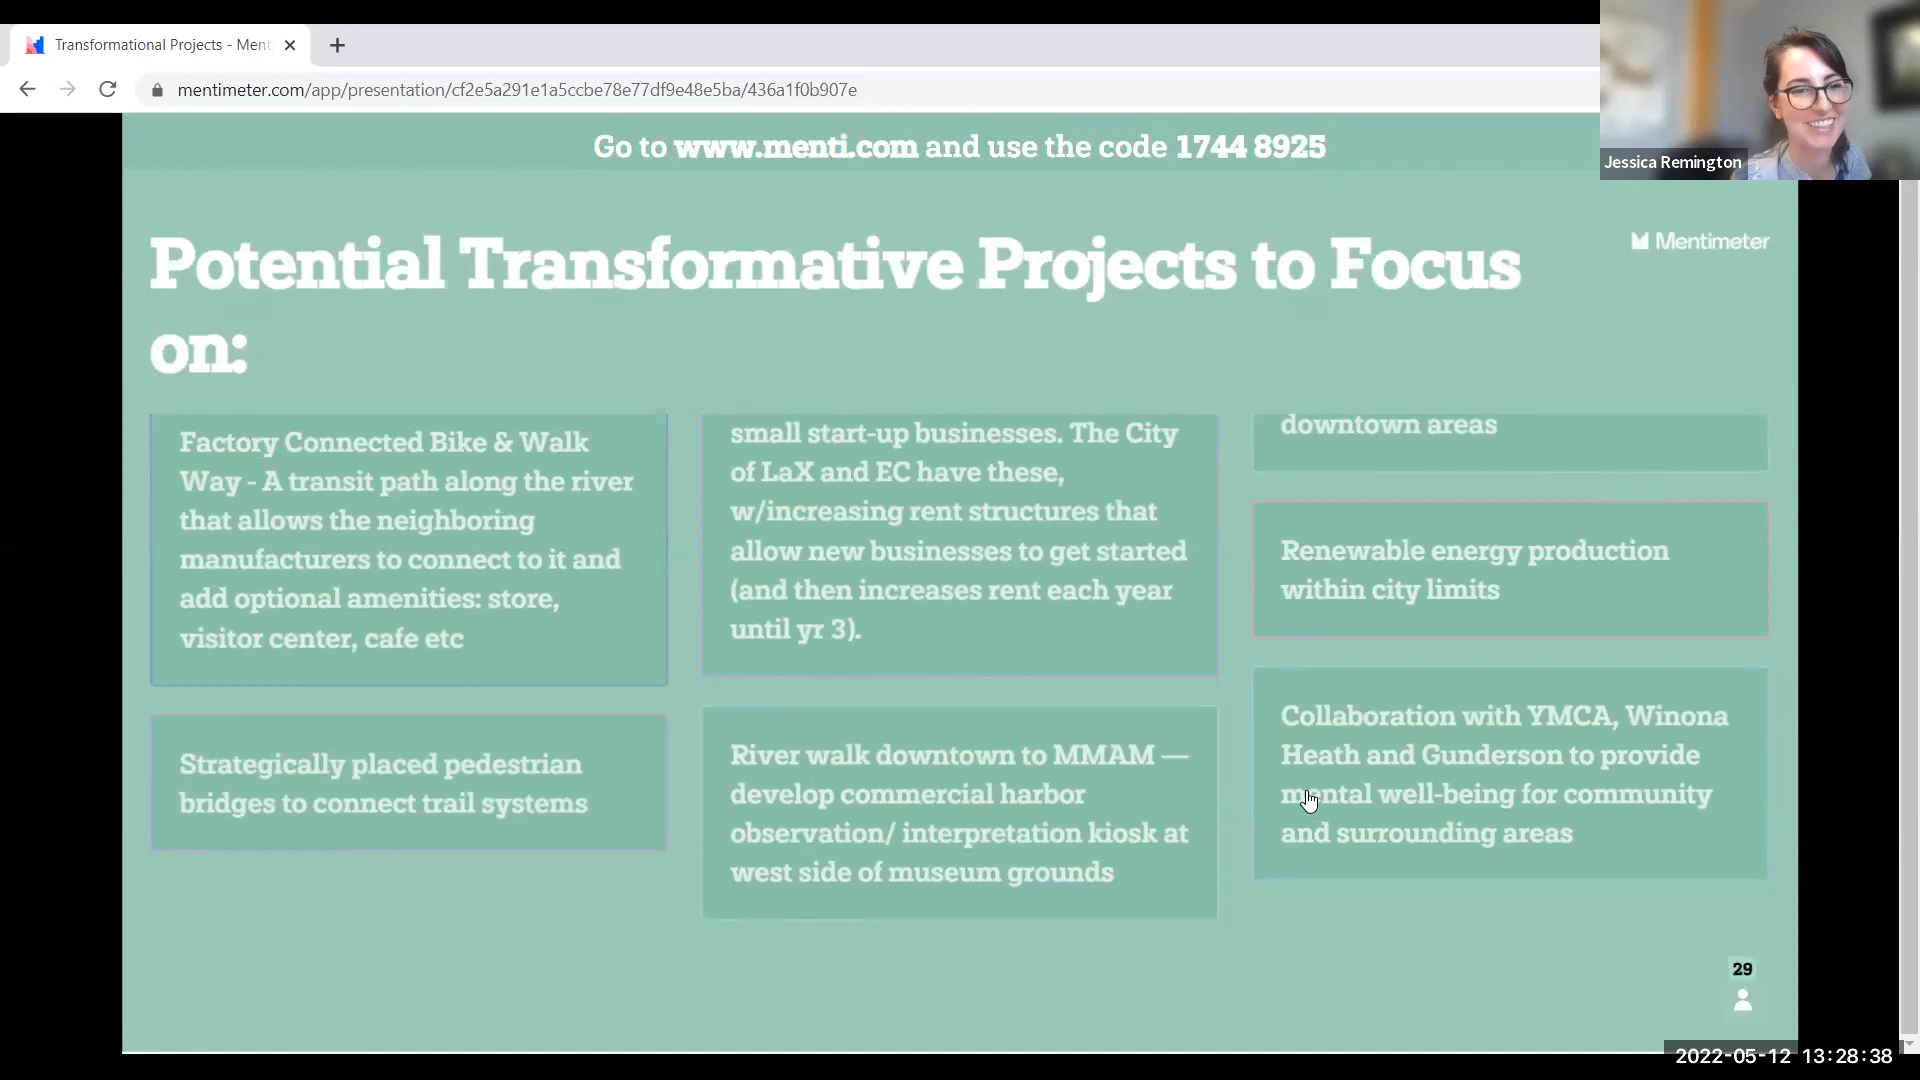 Transformational Projects - Ment
mentimeter.com/app/presentation/cf2e5a291e1a5ccbe78e77df9e48e5ba/436a1f0b907e
Jessica Remington
Go to www.menti.com and use the code 1744 8925
Mentimeter
Potential Transformative Projects to Focus
on:
Factory Connected Bike & Walk
Way - A transit path along the river
that allows the neighboring
manufacturers to connect to it and
add optional amenities: store,
visitor center, cafe etc
Strategically placed pedestrian
bridges to connect trail systems
small start-up businesses. The City
of LaX and EC have these,
w/increasing rent structures that
allow new businesses to get started
(and then increases rent each year
until yr 3).
River walk downtown to MMAM —
develop commercial harbor
observation/ interpretation kiosk at
west side of museum grounds
downtown areas
Renewable energy production
within city limits
Collaboration with YMCA, Winona
Heath and Gunderson to provide
mental well-being for community
and surrounding areas
29
2022-05-12 13:28:38